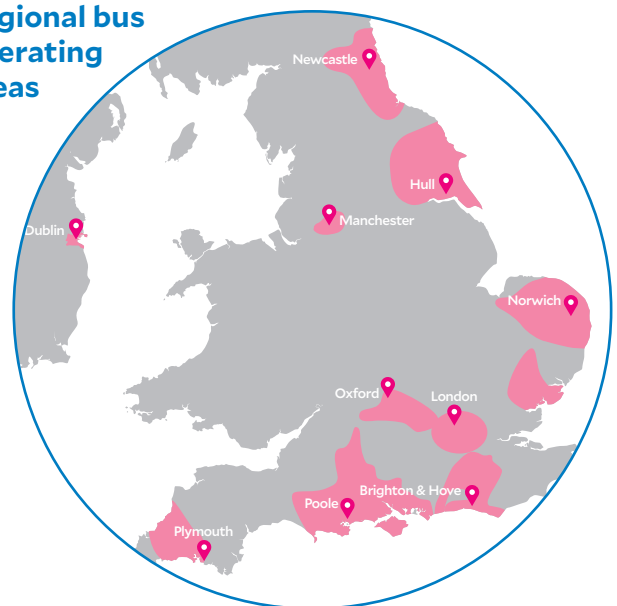 gional bus
erating
eas
Newcastle
Hull
Manchester
Dublin
Norwich
Oxford
London
Brighton & Hove
Poole
Plymouth